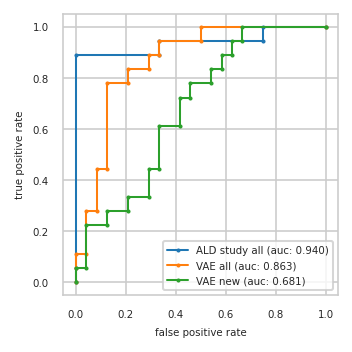 1.0
0.8
0.6
0.4
0.2
0.0
true positive rate
ALD study all (auc: 0.940)
VAE all (auc: 0.863)
VAE new (auc: 0.681)
0.0 0.2 0.4 0.6 0.8 1.0
false positive rate